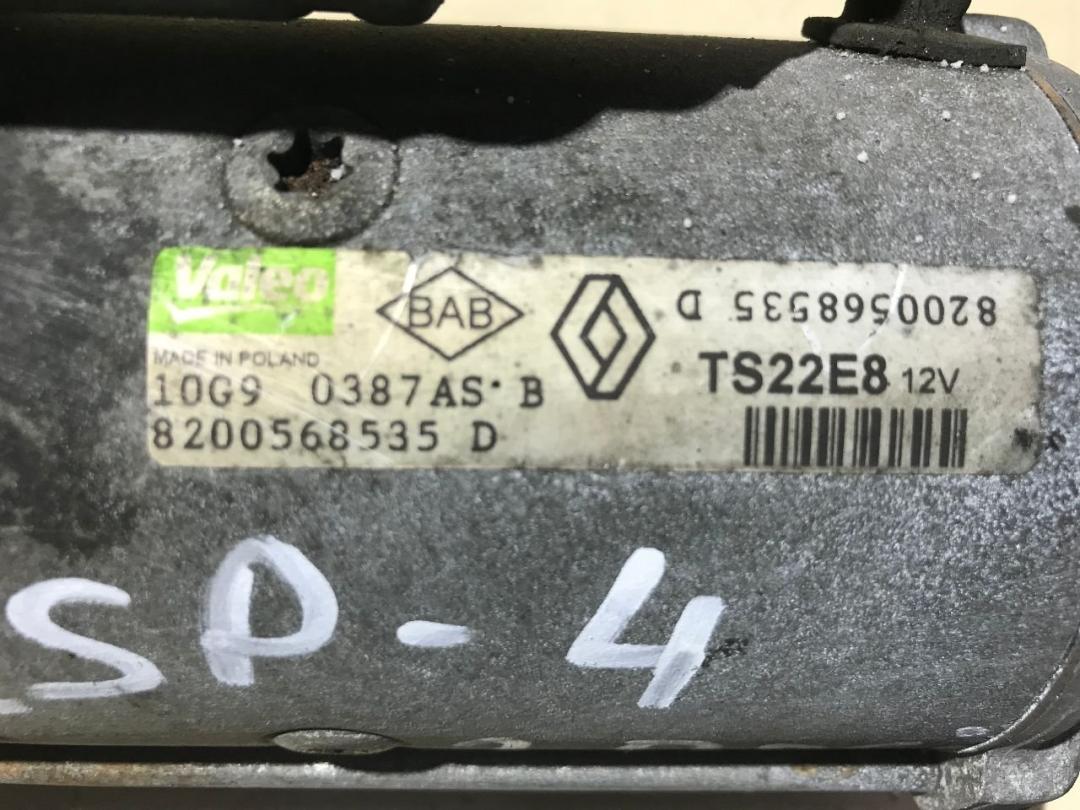 Valeo
BAB
8200568535 D
MADE IN POLAND
TS22E8 12V
10G9 0387AS· B
8200568535 D
SP-4